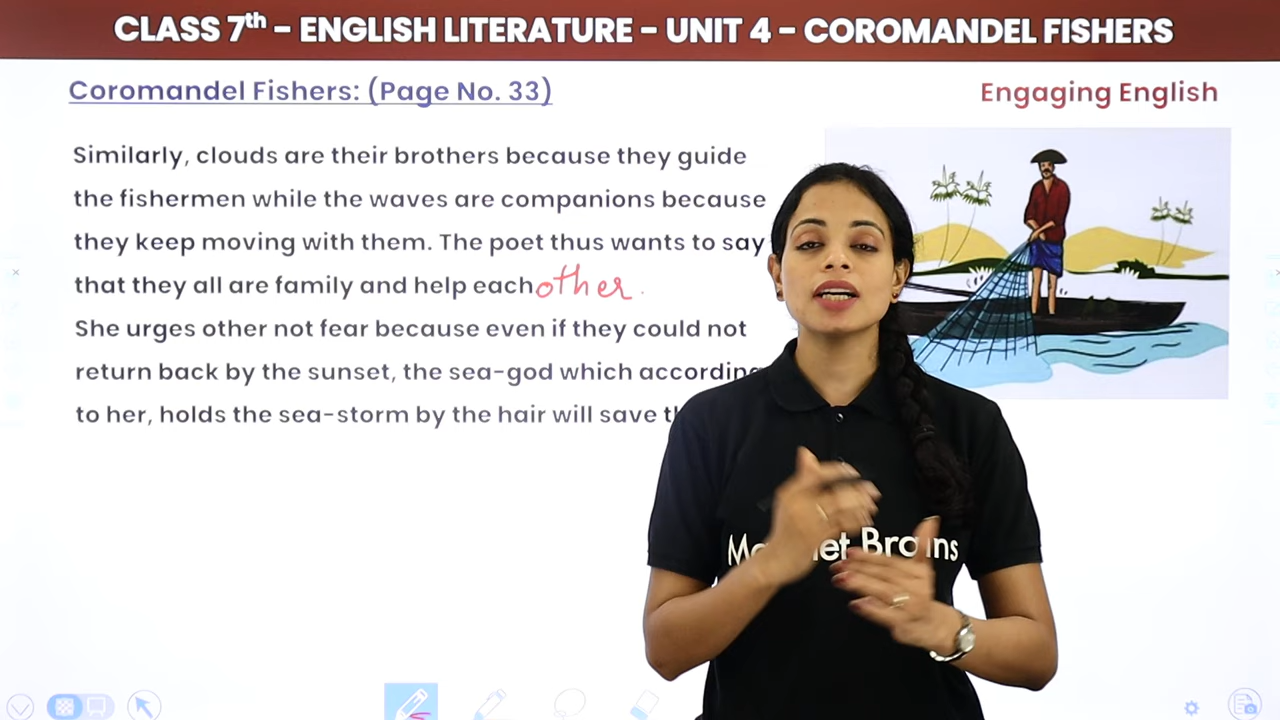 CLASS 7th – ENGLISH LITERATURE – UNIT 4 – COROMANDEL FISHERS
Coromandel Fishers: (Page No. 33)
Engaging English
Similarly, clouds are their brothers because they guide
the fishermen while the waves are companions because
they keep moving with them. The poet thus wants to say
that they all are family and help each other.
She urges other not fear because even if they could not
return back by the sunset, the sea-god which according
to her, holds the sea-storm by the hair will save
Brains